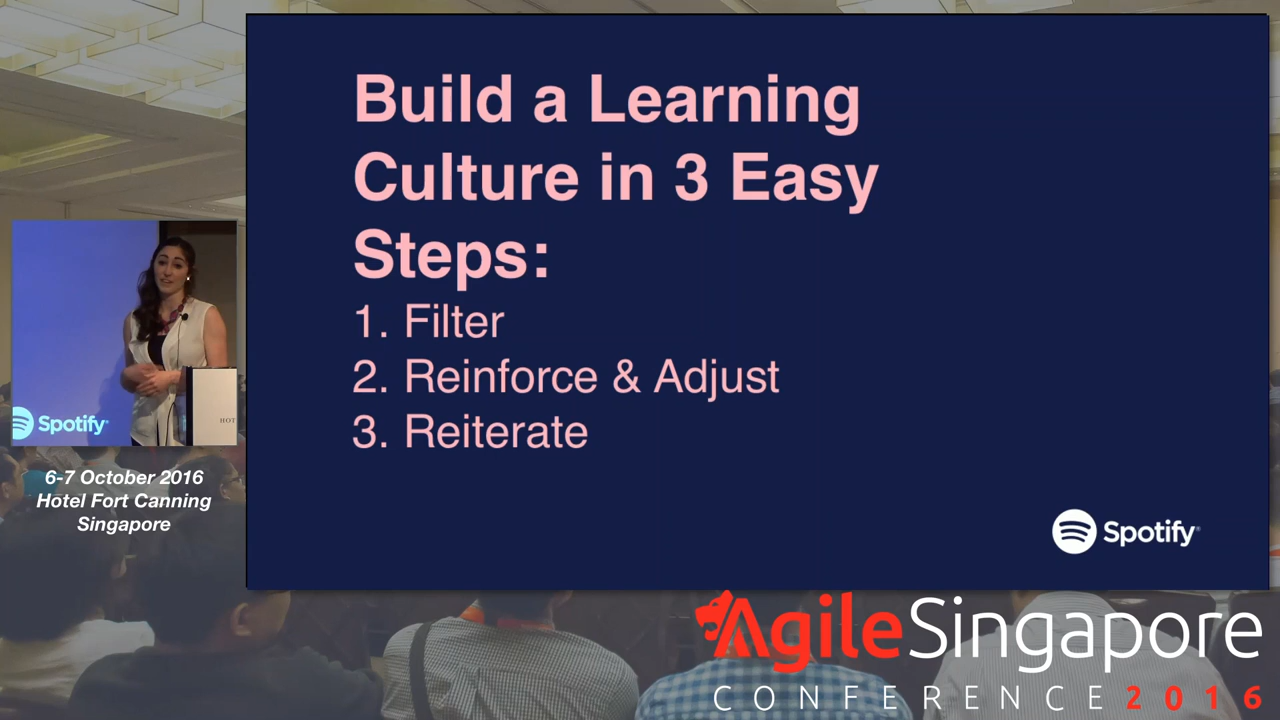 Build a Learning
Culture in 3 Easy
Steps:
1. Filter
2. Reinforce & Adjust
3. Reiterate
Spotify
Spotify
HOT
6-7 October 2016
Hotel Fort Canning
Singapore
AgileSingapore
CONFERENCE 2016